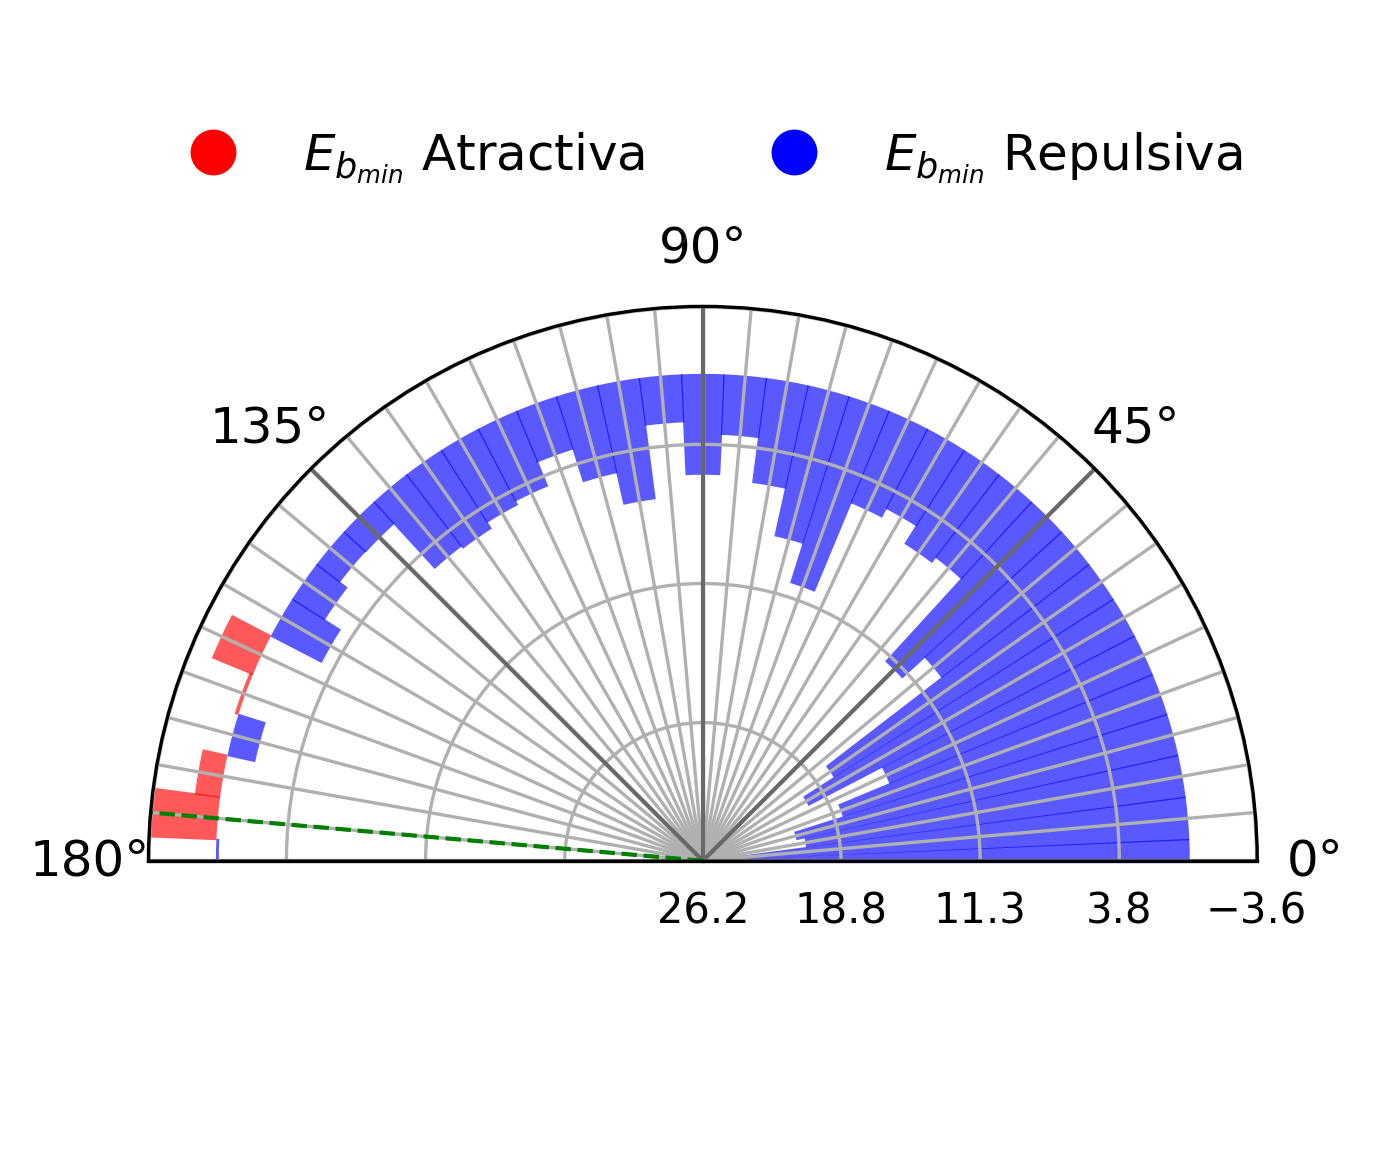 E_{b_{min}} Atractiva E_{b_{min}} Repulsiva
90°
135° 45°
180° 0°
26.2 18.8 11.3 3.8 −3.6